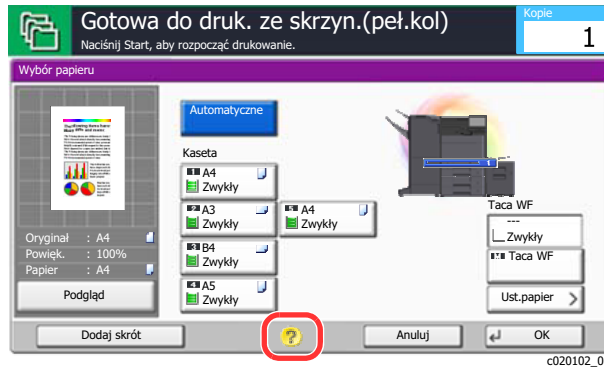 Gotowa do druk. ze skrzyn.(peł.kol)
Naciśnij Start, aby rozpocząć drukowanie.
Kopie
1
Wybór papieru
Automatyczne
Kaseta
1 A4
Zwykły
2 A3
Zwykły
5 A4
Zwykły
3 B4
Zwykły
4 A5
Zwykły
1
Taca WF
---
Zwykły
Taca WF
Oryginał : A4
Powięk. : 100%
Papier : A4
Podgląd
Ust.papier
Dodaj skrót
?
Anuluj
OK
c020102_0